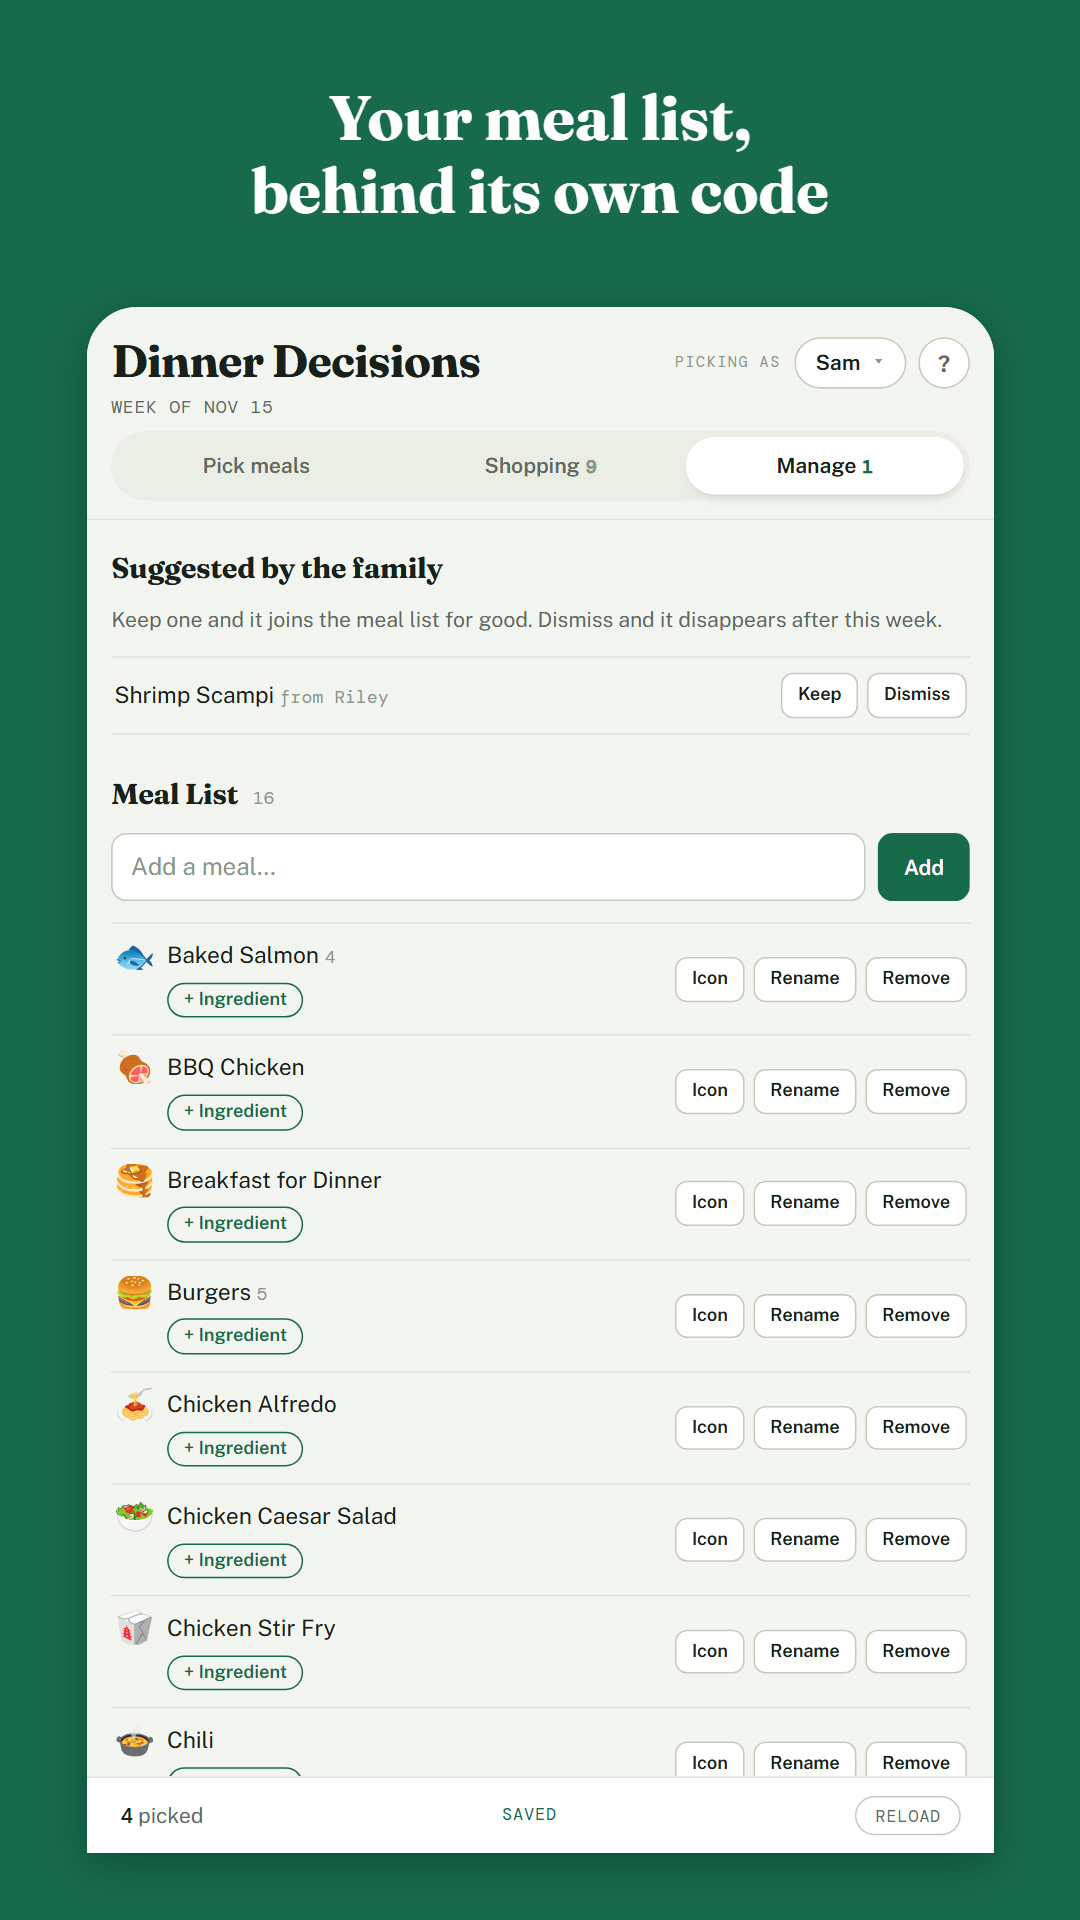 Your meal list,
behind its own code
Dinner Decisions
PICKING AS Sam ?
WEEK OF NOV 15
Pick meals Shopping 9 Manage 1
Suggested by the family
Keep one and it joins the meal list for good. Dismiss and it disappears after this week.
Shrimp Scampi from Riley Keep Dismiss
Meal List 16
Add a meal... Add
Baked Salmon 4
+ Ingredient Icon Rename Remove
BBQ Chicken
+ Ingredient Icon Rename Remove
Breakfast for Dinner
+ Ingredient Icon Rename Remove
Burgers 5
+ Ingredient Icon Rename Remove
Chicken Alfredo
+ Ingredient Icon Rename Remove
Chicken Caesar Salad
+ Ingredient Icon Rename Remove
Chicken Stir Fry
+ Ingredient Icon Rename Remove
Chili
Icon Rename Remove
4 picked SAVED RELOAD